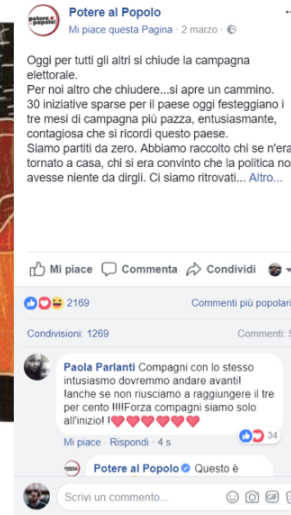 Potere al Popolo
Mi piace questa Pagina · 2 marzo ·
Oggi per tutti gli altri si chiude la campagna
elettorale.
Per noi altro che chiudere...si apre un cammino.
30 iniziative sparse per il paese oggi festeggiano i
tre mesi di campagna più pazza, entusiasmante,
contagiosa che si ricordi questo paese.
Siamo partiti da zero. Abbiamo raccolto chi se n'era
tornato a casa, chi si era convinto che la politica no
avesse niente da dirgli. Ci siamo ritrovati... Altro...
Mi piace Commenta Condividi
2169 Commenti più popolari
Condivisioni: 1269 Commenti: 5
Paola Parlanti Compagni con lo stesso
intusiasmo dovremmo andare avanti!
!anche se non riusciamo a raggiungere il tre
per cento !!!!Forza compagni siamo solo
all'inizio! !
34
Mi piace · Rispondi · 4 s
Potere al Popolo Questo è
Scrivi un commento...
GIF